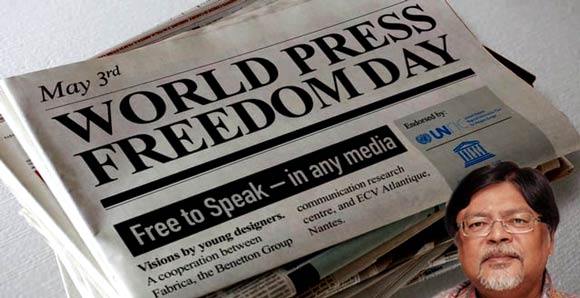 May 3rd
WORLD PRESS
FREEDOM DAY
Free to Speak — in any media
Visions by young designers.
A cooperation between
Fabrica, the Benetton Group
communication research
centre, and ECV Atlantique,
Nantes.
Endorsed by:
UN